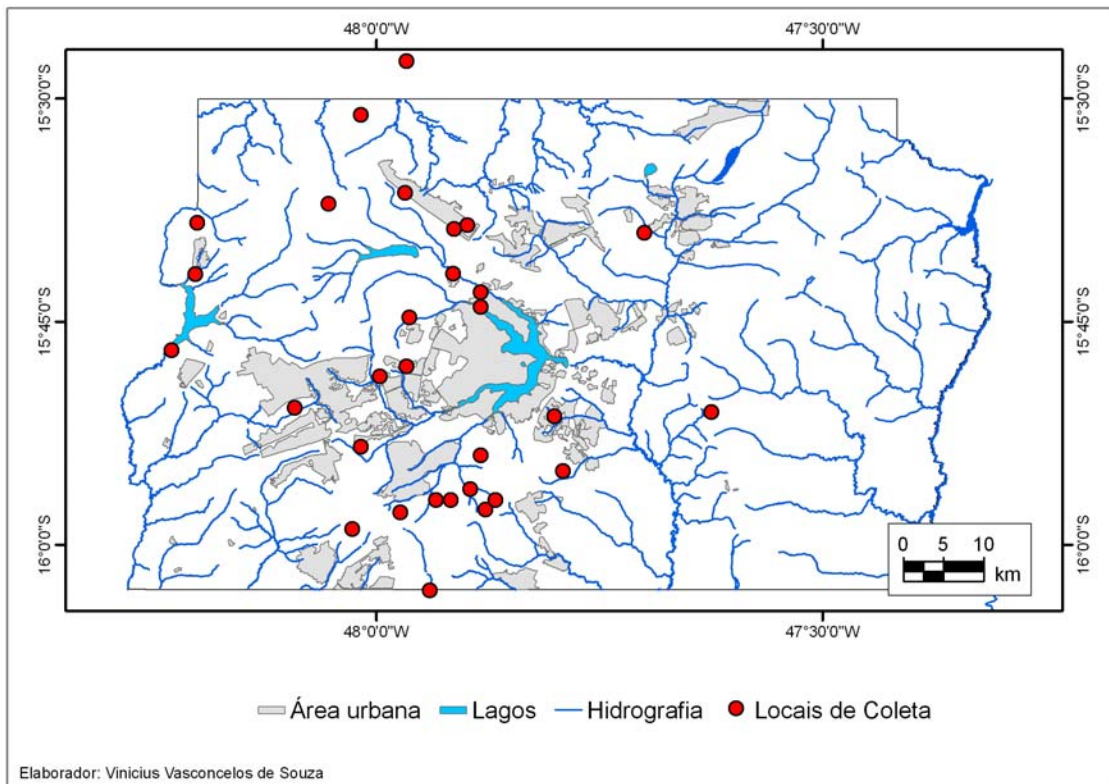 48°0'0"W 47°30'0"W
15°30'0"S 15°30'0"S
15°45'0"S 15°45'0"S
16°0'0"S 16°0'0"S
0 5 10
km
48°0'0"W 47°30'0"W
Área urbana Lagos Hidrografia Locais de Coleta
Elaborador: Vinicius Vasconcelos de Souza